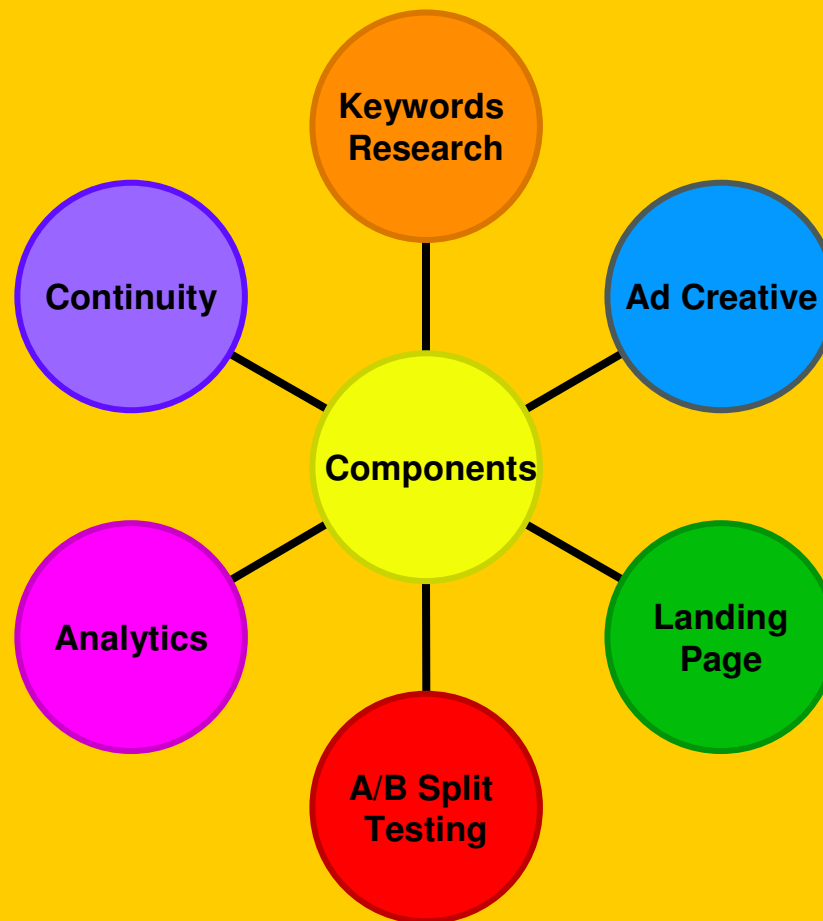 Keywords
Research
Continuity
Ad Creative
Components
Analytics
Landing
Page
A/B Split
Testing